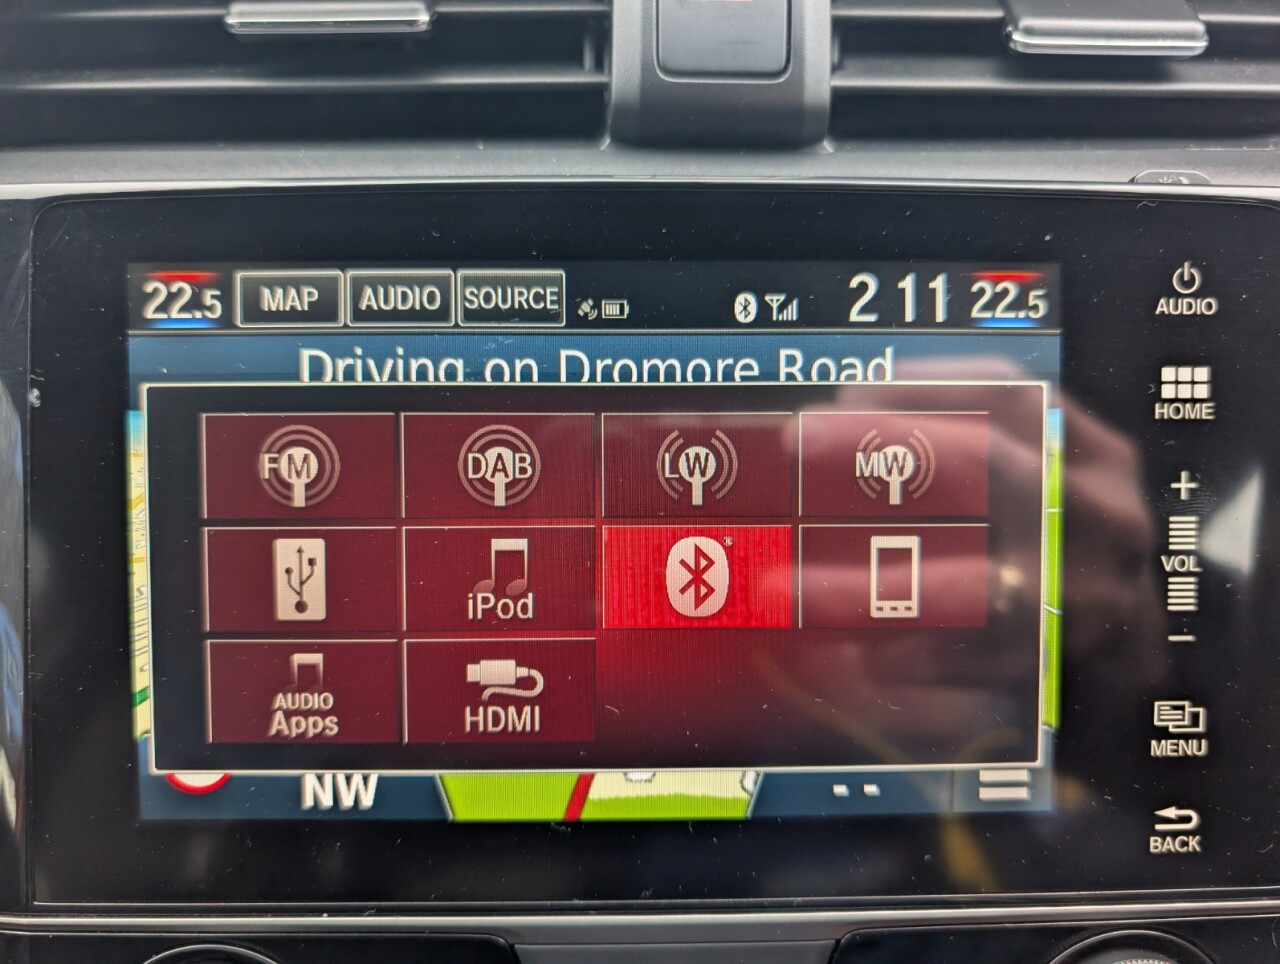 22.5 MAP AUDIO SOURCE 2 11 22.5
Driving on Dromore Road
FM DAB LW MW
iPod
AUDIO Apps
HDMI
NW
AUDIO
HOME
+
VOL
-
MENU
BACK